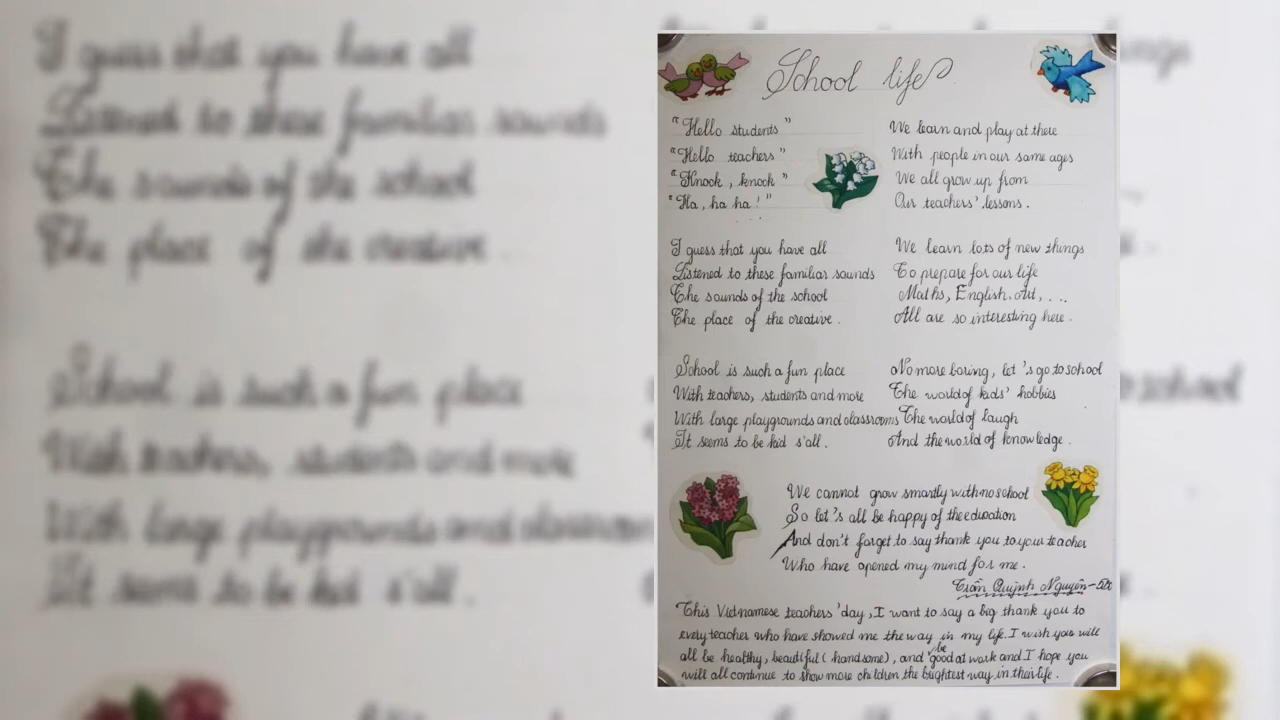 School life
"Hello students"
"Hello teachers"
"Knock, knock"
"Ha, ha ha!"
I guess that you have all
Listened to these familiar sounds
The sounds of the school
The place of the creative.
School is such a fun place
With teachers, students and more
With large playgrounds and classrooms
It seems to be kid s'all.
We learn and play at there
With people in our same ages
We all grow up from
Our teachers' lessons.
We learn lots of new things
To prepare for our life
Maths, English, Art, ...
All are so interesting here.
No more boring, let's go to school
The world of kids' hobbies
The world of laugh
And the world of knowledge.
We cannot grow smartly with no school
So let's all be happy of the education
And don't forget to say thank you to your teacher
Who have opened my mind for me.
Trần Quỳnh Nguyên
This Vietnamese teachers' day, I want to say a big thank you to
every teacher who have showed me the way in my life. I wish you will
all be healthy, beautiful (handsome), and be good at work and I hope you
will all continue to show more children the brightest way in their life.